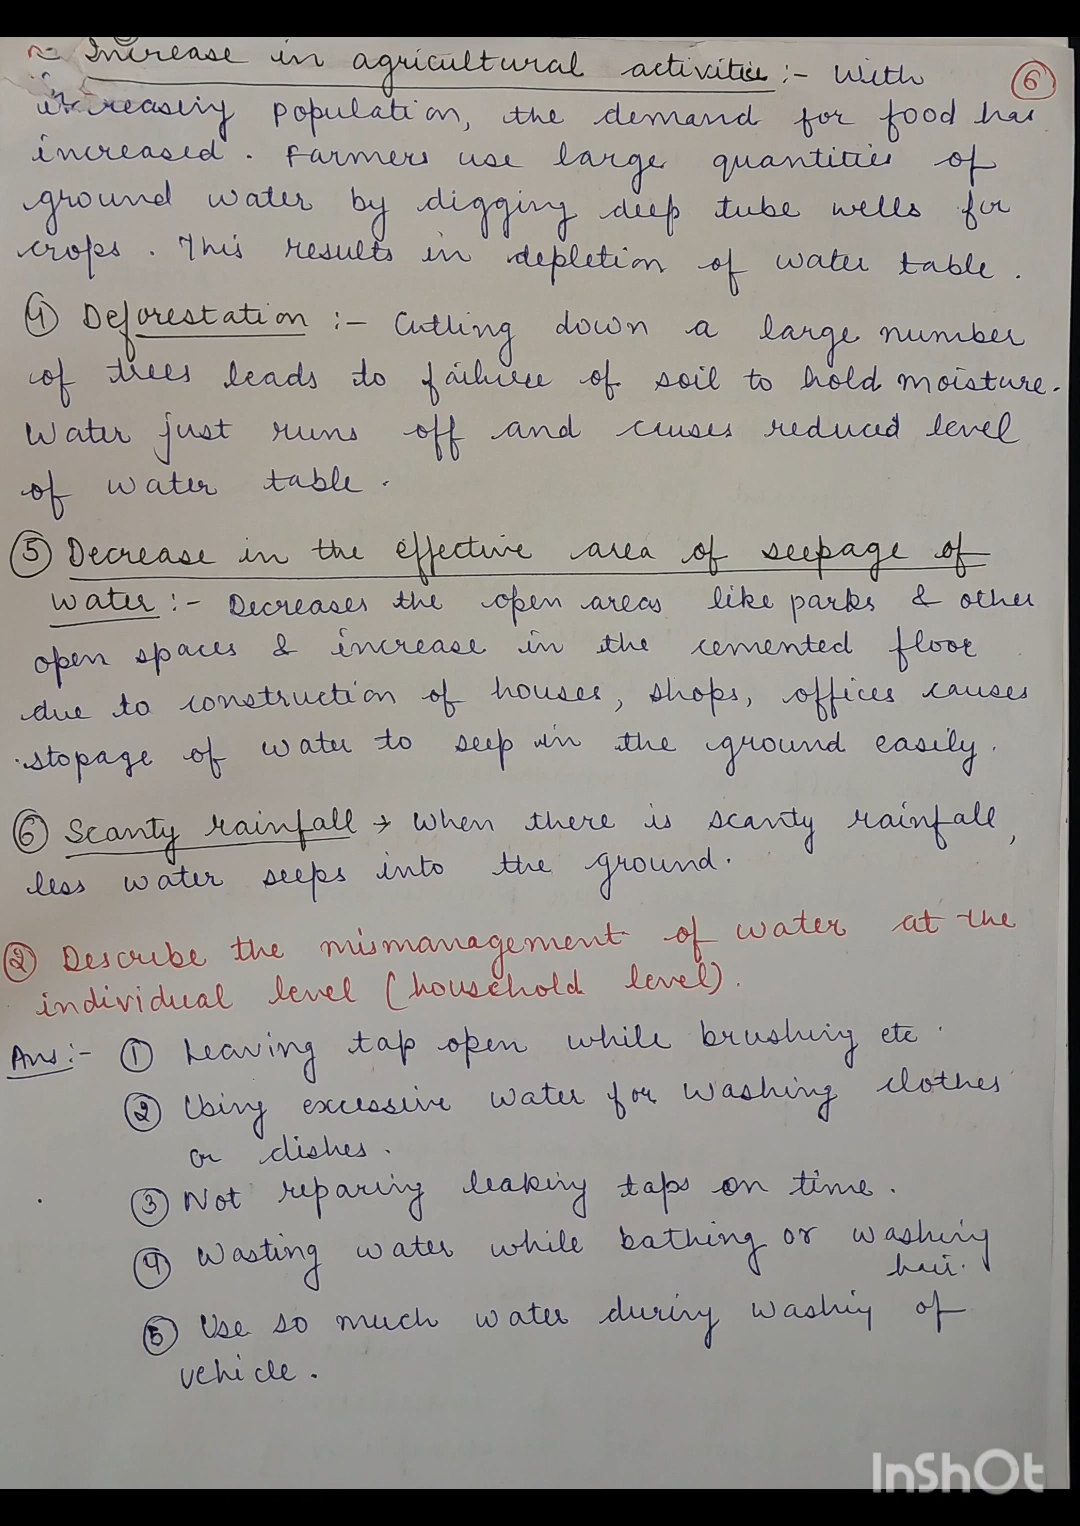 Increase in agricultural activities :- With
6
increasing population, the demand for food has
increased. Farmers use large quantities of
ground water by digging deep tube wells for
crops. This results in depletion of water table.
4 Deforestation :- Cutting down a large number
of trees leads to failure of soil to hold moisture.
Water just runs off and causes reduced level
of water table.
5 Decrease in the effective area of seepage of
water :- Decreases the open areas like parks & other
open spaces & increase in the cemented floor
due to construction of houses, shops, offices causes
stopage of water to seep in the ground easily.
6 Scanty rainfall → When there is scanty rainfall,
less water seeps into the ground.
2 Describe the mismanagement of water at the
individual level (household level).
Ans :- 1 Leaving tap open while brushing etc.
2 Using excessive water for washing clothes
or dishes.
3 Not reparing leaking taps on time.
4 Wasting water while bathing or washing
hair.
5 Use so much water during washing of
vehicle.
InShOt